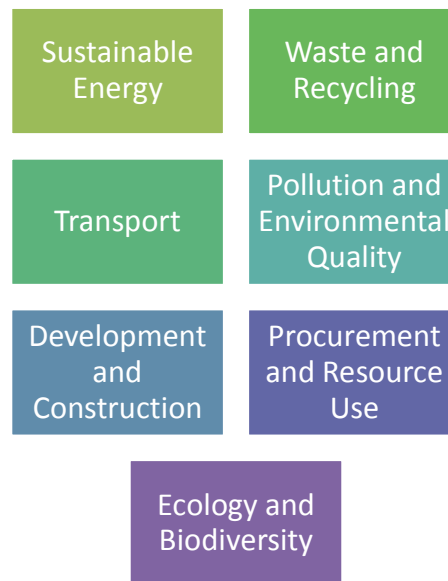 Sustainable
Energy
Waste and
Recycling
Transport
Pollution and
Environmental
Quality
Development
and
Construction
Procurement
and Resource
Use
Ecology and
Biodiversity